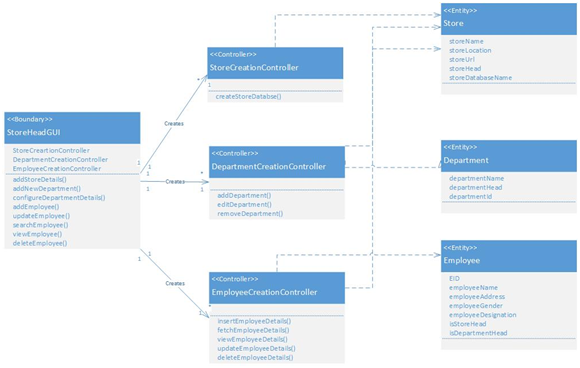 <<Boundary>>
StoreHeadGUI
StoreCreartionController
DepartmentCreationController
EmployeeCreationController
addStoreDetails()
addNewDepartment()
configureDepartmentDetails()
addEmployee()
updateEmployee()
searchEmployee()
viewEmployee()
deleteEmployee()
1
1
1
1
1
1
Creates
Creates
Creates
*
1
*
1
*
1
<<Controller>>
StoreCreationController
createStoreDatabse()
<<Controller>>
DepartmentCreationController
addDepartment()
editDepartment()
removeDepartment()
<<Controller>>
EmployeeCreationController
insertEmployeeDetails()
fetchEmployeeDetails()
viewEmployeeDetails()
updateEmployeeDetails()
deleteEmployeeDetails()
<<Entity>>
Store
storeName
storeLocation
storeUrl
storeHead
storeDatabaseName
<<Entity>>
Department
departmentName
departmentHead
departmentId
<<Entity>>
Employee
EID
employeeName
employeeAddress
employeeGender
employeeDesignation
isStoreHead
isDepartmentHead